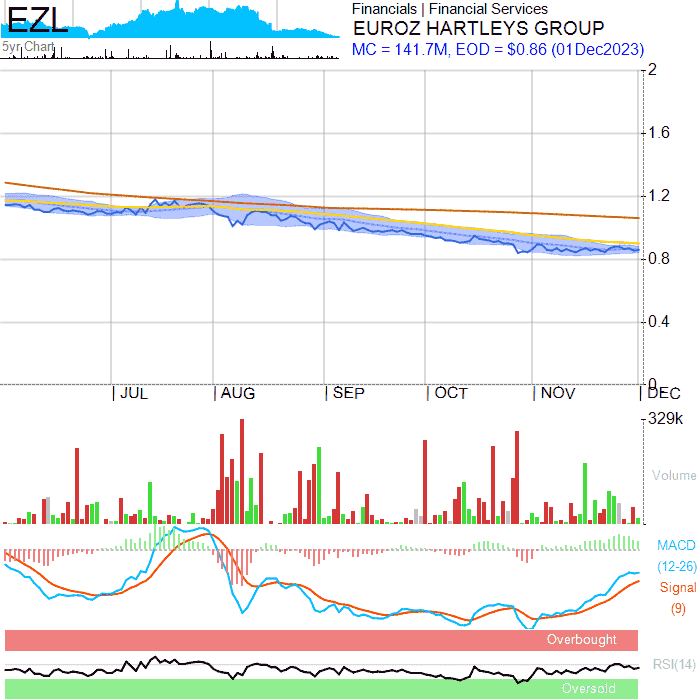 EZL
5yr Chart
Financials | Financial Services
EUROZ HARTLEYS GROUP
MC = 141.7M, EOD = $0.86 (01Dec2023)
2
1.6
1.2
0.8
0.4
0
JUL AUG SEP OCT NOV DEC
329k
Volume
MACD
(12-26)
Signal
(9)
Overbought
RSI(14)
Oversold